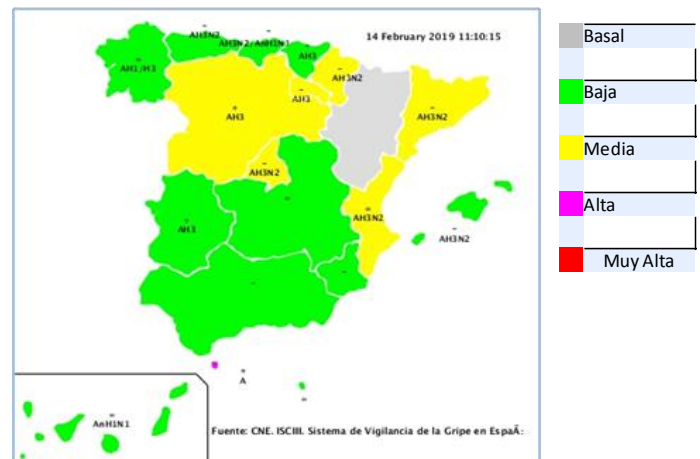 14 February 2019 11:10:15
AH3N2
AH3N2/AnH1N1
AH1/H3
AH3
AH3N2
AH3
AH3
AH3N2
AH3N2
AH3N2
AH3
AH3N2
A
AnH1N1
Fuente: CNE. ISCIII. Sistema de Vigilancia de la Gripe en EspaÃ:
Basal
Baja
Media
Alta
Muy Alta